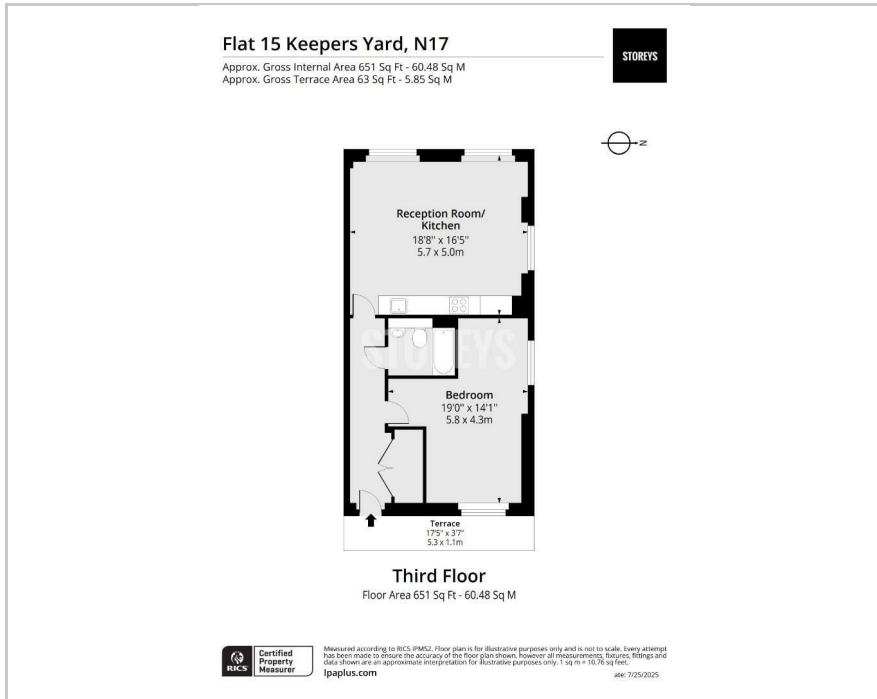 Flat 15 Keepers Yard, N17
Approx. Gross Internal Area 651 Sq Ft - 60.48 Sq M
Approx. Gross Terrace Area 63 Sq Ft - 5.85 Sq M
STOREYS
N
Reception Room/
Kitchen
18'8" x 16'5"
5.7 x 5.0m
STOREYS
Bedroom
19'0" x 14'1"
5.8 x 4.3m
Terrace
17'5" x 3'7"
5.3 x 1.1m
Third Floor
Floor Area 651 Sq Ft - 60.48 Sq M
RICS
Certified
Property
Measurer
Measured according to RICS IPMS2. Floor plan is for illustrative purposes only and is not to scale. Every attempt
has been made to ensure the accuracy of the floor plan shown, however all measurements, fixtures, fittings and
data shown are an approximate interpretation for illustrative purposes only. 1 sq m = 10.76 sq feet.
lpaplus.com
ate: 7/25/2025